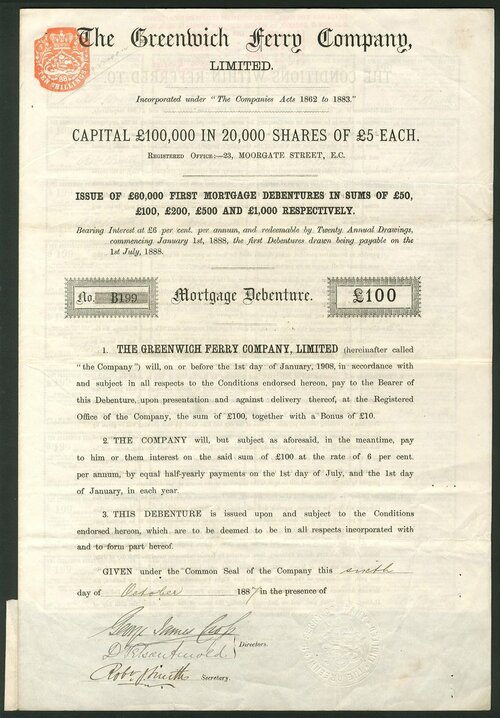 The Greenwich Ferry Company,
LIMITED.
Incorporated under "The Companies Acts 1862 to 1883."
CAPITAL £100,000 IN 20,000 SHARES OF £5 EACH.
REGISTERED OFFICE:—23, MOORGATE STREET, E.C.
ISSUE OF £60,000 FIRST MORTGAGE DEBENTURES IN SUMS OF £50,
£100, £200, £500 AND £1,000 RESPECTIVELY.
Bearing Interest at £6 per cent. per annum, and redeemable by Twenty Annual Drawings,
commencing January 1st, 1888, the first Debentures drawn being payable on the
1st July, 1888.
No. B199 Mortgage Debenture. £100
1. THE GREENWICH FERRY COMPANY, LIMITED (hereinafter called
"the Company") will, on or before the 1st day of January, 1908, in accordance with
and subject in all respects to the Conditions endorsed hereon, pay to the Bearer of
this Debenture, upon presentation and against delivery thereof, at the Registered
Office of the Company, the sum of £100, together with a Bonus of £10.
2. THE COMPANY will, but subject as aforesaid, in the meantime, pay
to him or them interest on the said sum of £100 at the rate of 6 per cent.
per annum, by equal half-yearly payments on the 1st day of July, and the 1st day
of January, in each year.
3. THIS DEBENTURE is issued upon and subject to the Conditions
endorsed hereon, which are to be deemed to be in all respects incorporated with
and to form part hereof.
GIVEN under the Common Seal of the Company this sixth
day of October 1887 in the presence of
George James
Directors.
Smith Secretary.